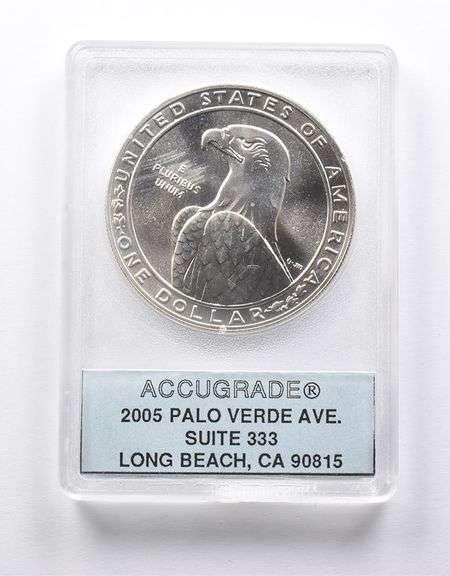 UNITED STATES OF AMERICA
E
PLURIBUS
UNUM
ONE DOLLAR
ACCUGRADE®
2005 PALO VERDE AVE.
SUITE 333
LONG BEACH, CA 90815